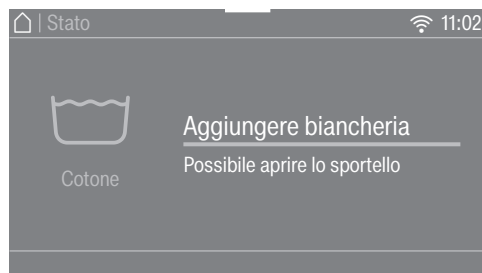 | Stato 11:02
Aggiungere biancheria
Possibile aprire lo sportello
Cotone